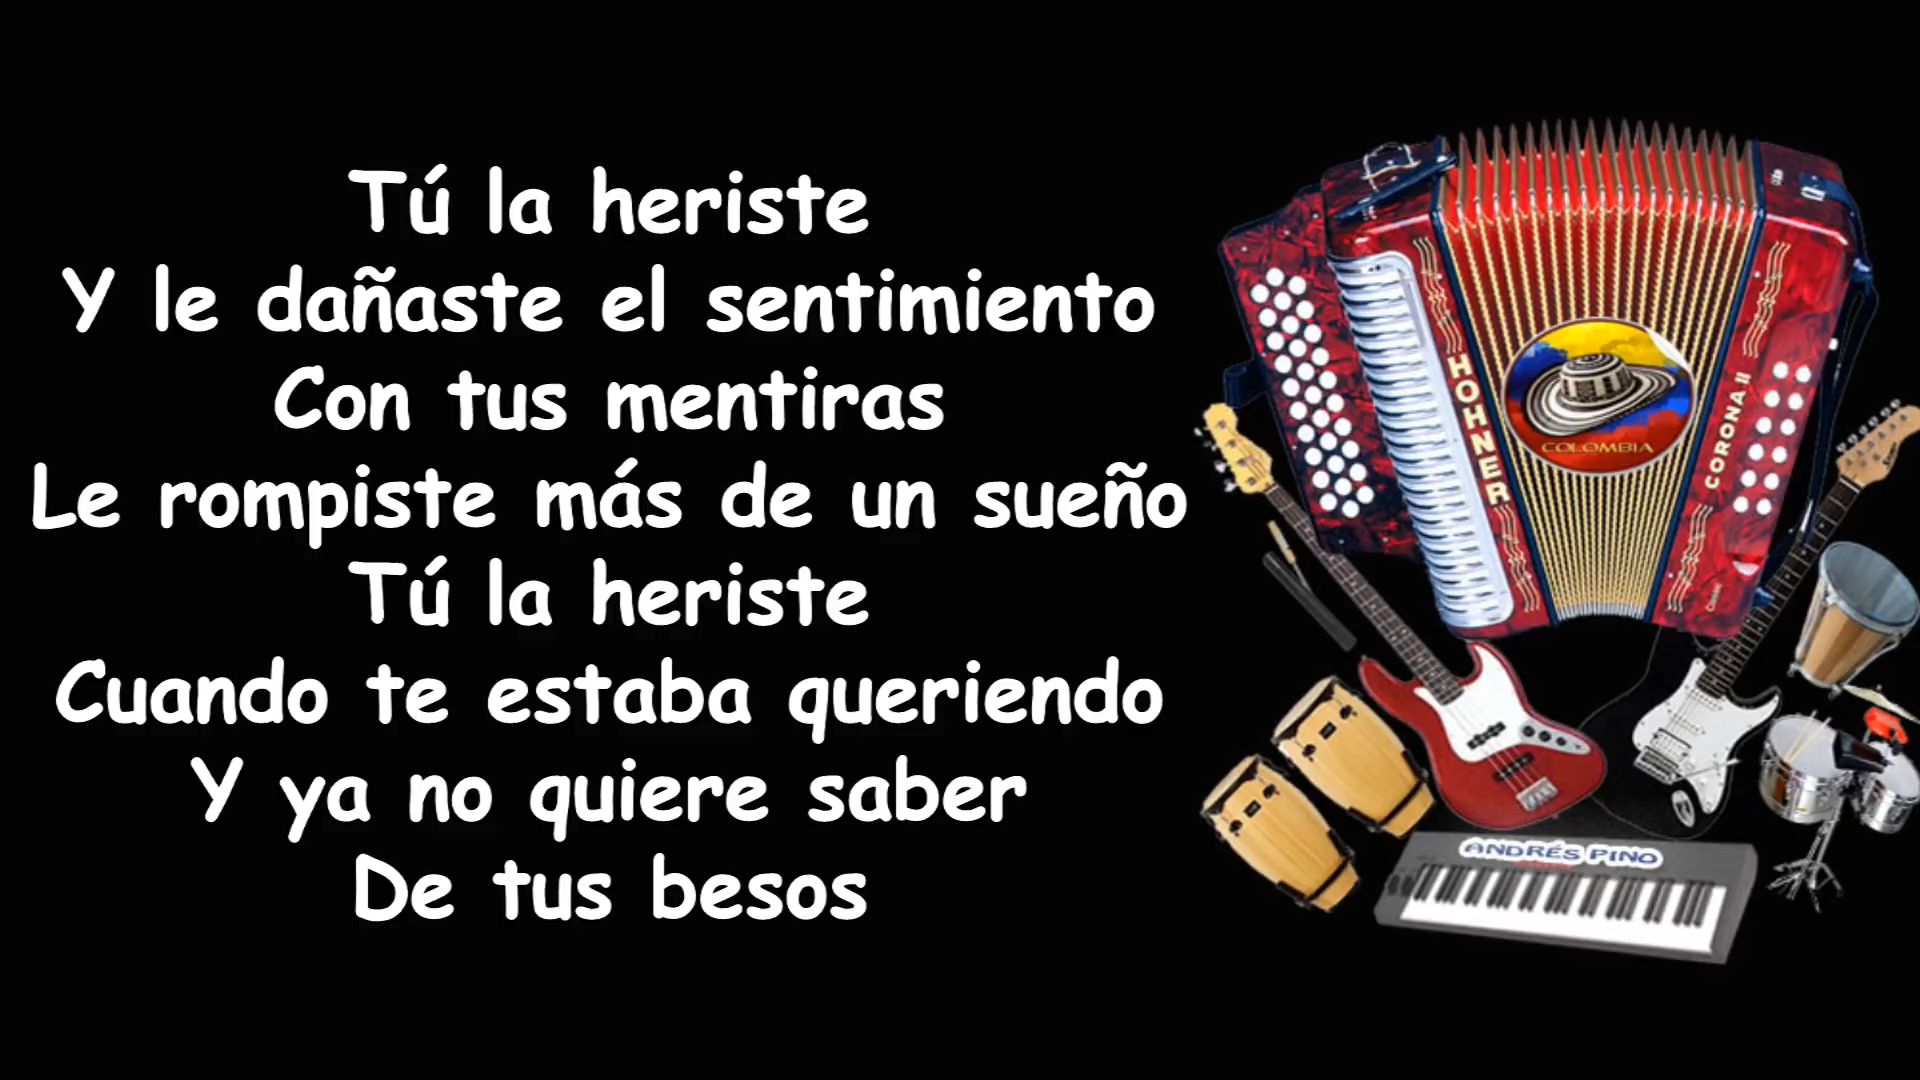 Tú la heriste
Y le dañaste el sentimiento
Con tus mentiras
Le rompiste más de un sueño
Tú la heriste
Cuando te estaba queriendo
Y ya no quiere saber
De tus besos
HOHNER
COLOMBIA
CORONA II
ANDRÉS PINO